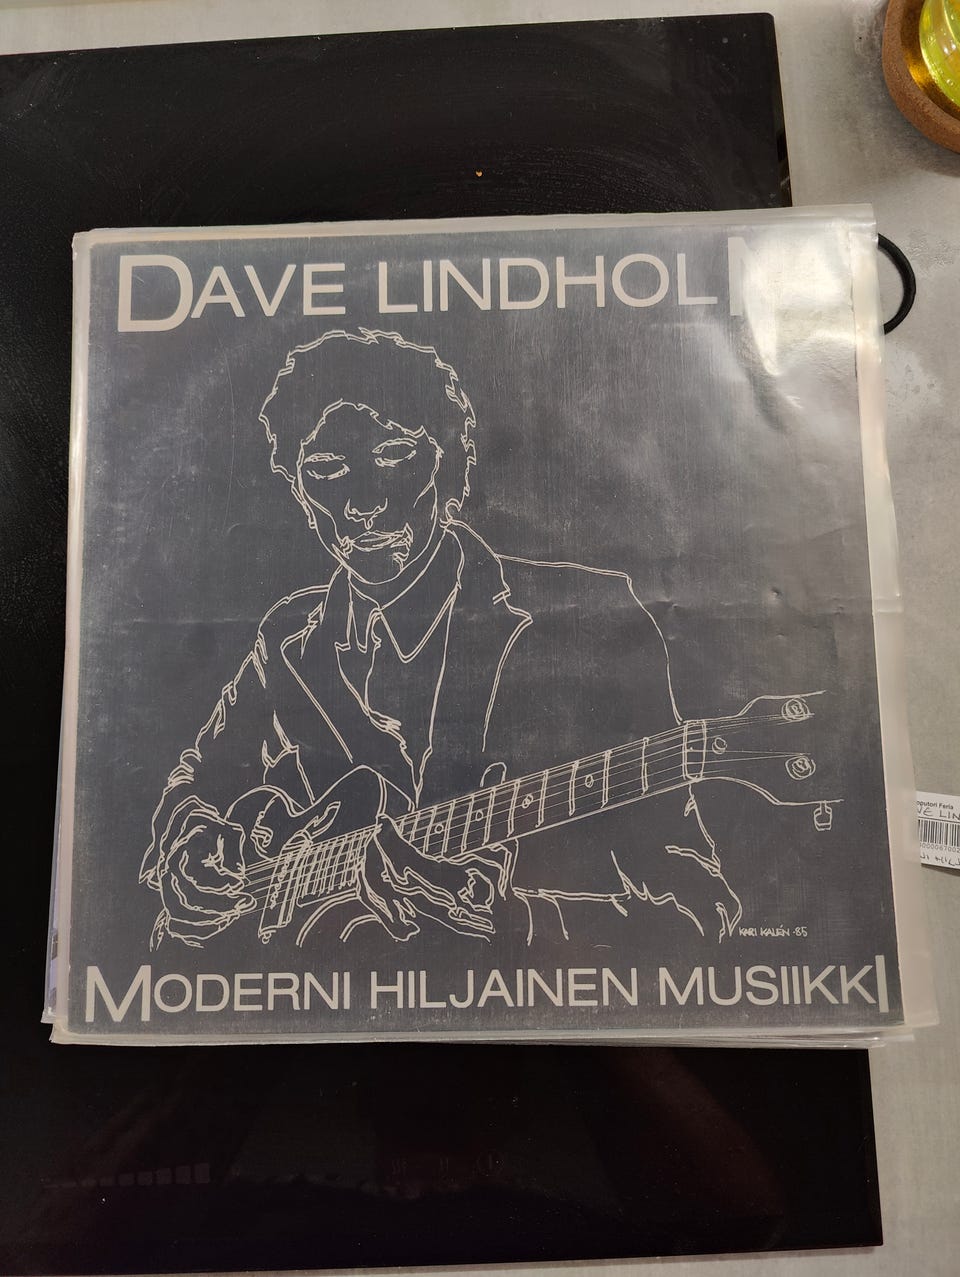 DAVE LINDHOLM
KARI KALÉN -85
MODERNI HILJAINEN MUSIIKKI